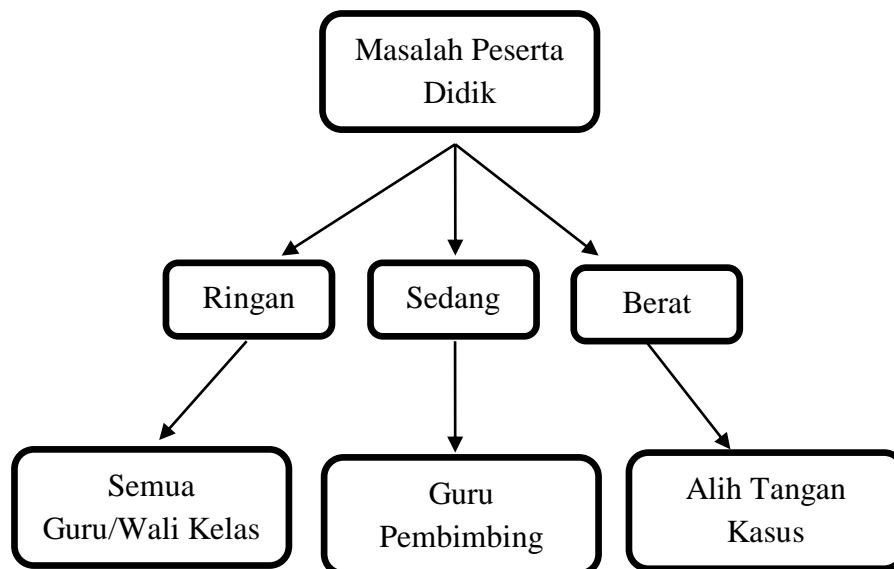 Masalah Peserta
Didik
Ringan
Sedang
Berat
Semua
Guru/Wali Kelas
Guru
Pembimbing
Alih Tangan
Kasus